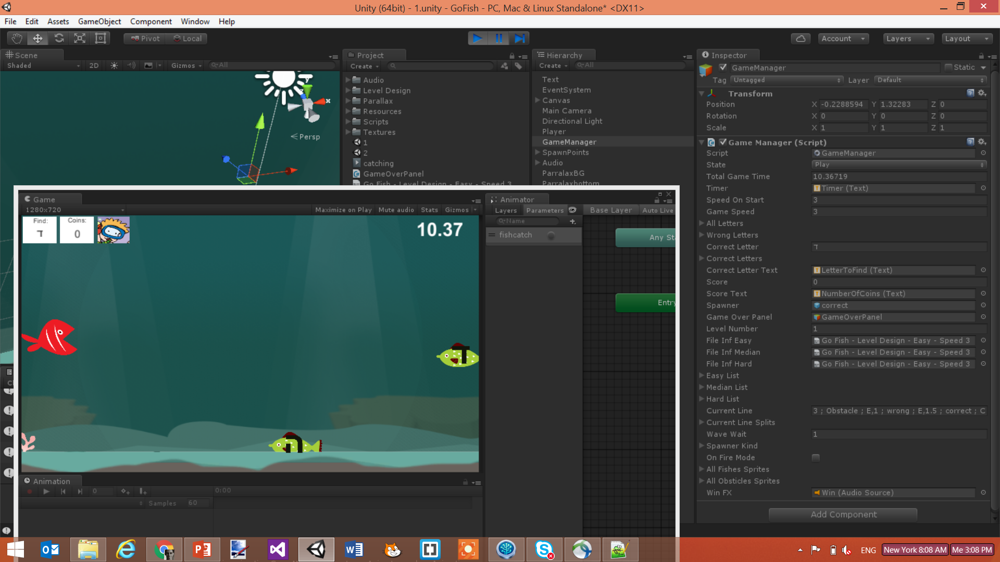 Unity (64bit) - 1.unity - GoFish - PC, Mac & Linux Standalone* <DX11>
File Edit Assets GameObject Component Window Help
Pivot Local
Account Layers Layout
Scene
Shaded 2D Gizmos All
Persp
Project
Create
Audio
Level Design
Parallax
Resources
Scripts
Textures
1
2
catching
GameOverPanel
Go Fish - Level Design - Easy - Speed 3
Hierarchy
Create All
Text
EventSystem
Canvas
Main Camera
Directional Light
Player
GameManager
SpawnPoints
Audio
ParralaxBG
Parralaxbottom
Inspector
GameManager Static
Tag Untagged Layer Default
Transform
Position X -0.2288594 Y 1.32283 Z 0
Rotation X 0 Y 0 Z 0
Scale X 1 Y 1 Z 1
Game Manager (Script)
Script GameManager
State Play
Total Game Time 10.36719
Timer Timer (Text)
Speed On Start 3
Game Speed 3
All Letters
Wrong Letters
Correct Letter ד
Correct Letters
Correct Letter Text LetterToFind (Text)
Score 0
Score Text NumberOfCoins (Text)
Spawner correct
Game Over Panel GameOverPanel
Level Number 1
File Inf Easy Go Fish - Level Design - Easy - Speed 3
File Inf Median Go Fish - Level Design - Easy - Speed 3
File Inf Hard Go Fish - Level Design - Easy - Speed 3
Easy List
Median List
Hard List
Current Line 3 ; Obstacle ; E,1 ; wrong ; E,1.5 ; correct ; C
Current Line Splits
Wave Wait 1
Spawner Kind
On Fire Mode
All Fishes Sprites
All Obsticles Sprites
Win FX Win (Audio Source)
Add Component
Game
1280x720 Maximize on Play Mute audio Stats Gizmos
Find: Coins:
ד 0
10.37
ד
ת
Animator
Layers Parameters Base Layer Auto Live
Name
fishcatch
Any Sta
Entry
Animation
0 0:00
Samples 60
ENG New York 8:08 AM Me 3:08 PM